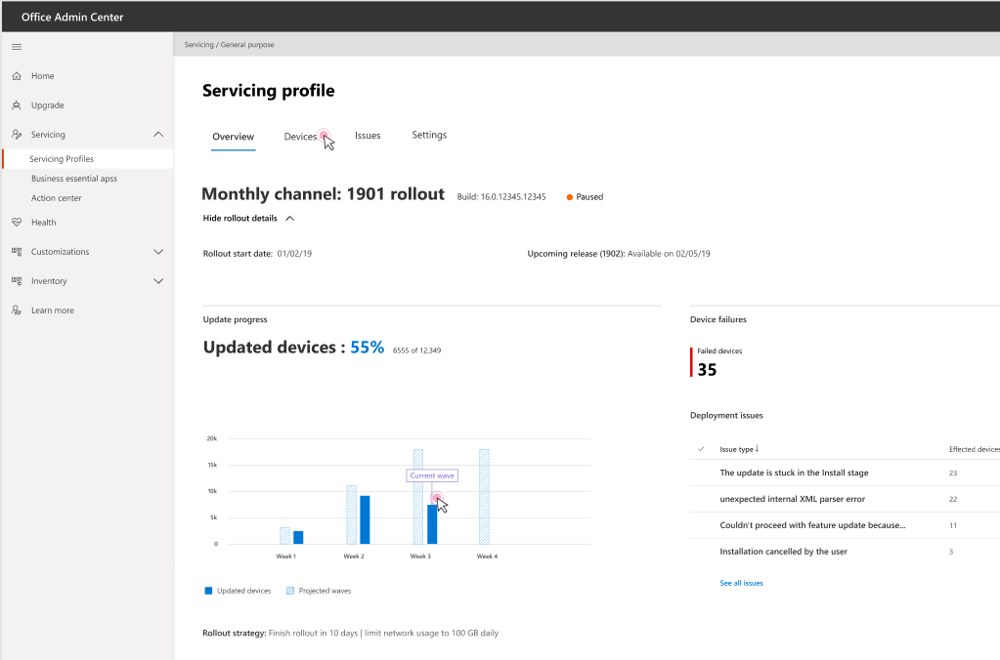 Office Admin Center
Servicing / General purpose
Home
Upgrade
Servicing
Servicing Profiles
Business essential apss
Action center
Health
Customizations
Inventory
Learn more
Servicing profile
Overview Devices Issues Settings
Monthly channel: 1901 rollout Build: 16.0.12345.12345 Paused
Hide rollout details
Rollout start date: 01/02/19 Upcoming release (1902): Available on 02/05/19
Update progress
Updated devices : 55% 6555 of 12,349
20k
15k
10k
5k
0
Current wave
Week 1 Week 2 Week 3 Week 4
Updated devices Projected waves
Rollout strategy: Finish rollout in 10 days | limit network usage to 100 GB daily
Device failures
Failed devices
35
Deployment issues
Issue type↓ Effected devices
The update is stuck in the Install stage 23
unexpected internal XML parser error 22
Couldn't proceed with feature update because... 11
Installation cancelled by the user 3
See all issues